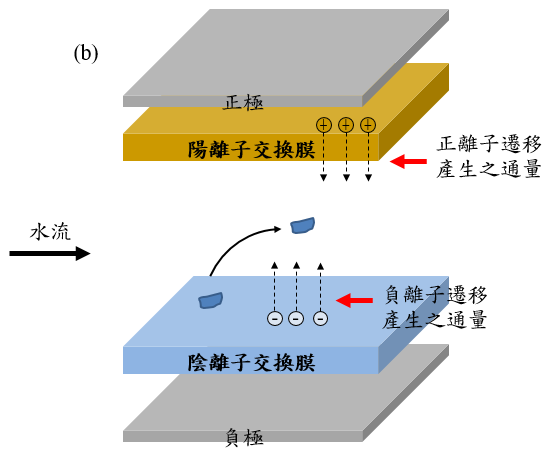 (b)
正極
陽離子交換膜
正離子遷移
產生之通量
水流
負離子遷移
產生之通量
陰離子交換膜
負極